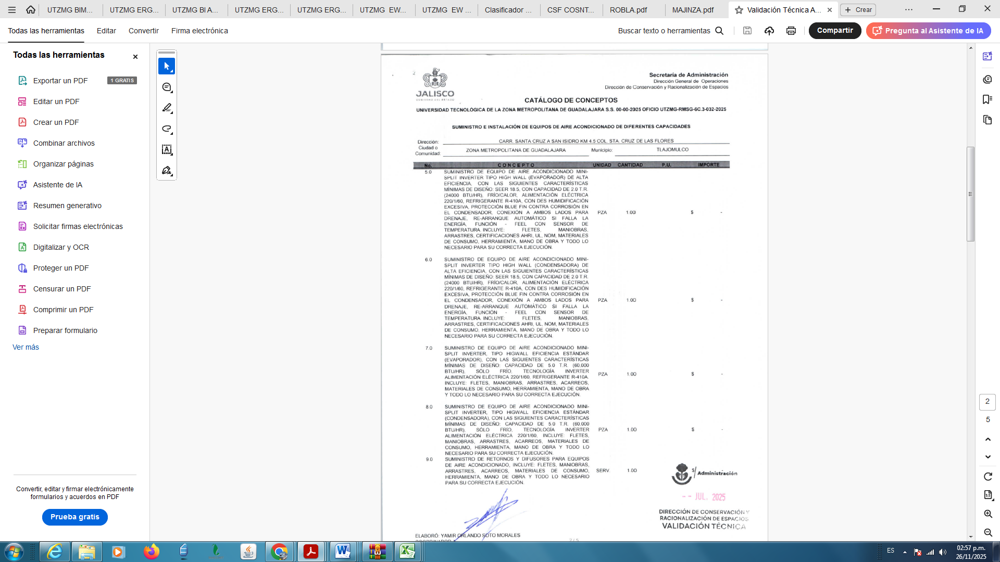 UTZMG BIM...
UTZMG ERG...
UTZMG BI A...
UTZMG ERG...
UTZMG ERG...
UTZMG EW...
UTZMG EW ...
Clasificador ...
CSF COSNT...
ROBLA.pdf
MAJINZA.pdf
Validación Técnica A...
Crear
Todas las herramientas
Editar
Convertir
Firma electrónica
Buscar texto o herramientas
Compartir
Pregunta al Asistente de IA
Todas las herramientas
Exportar un PDF
1 GRATIS
Editar un PDF
Crear un PDF
Combinar archivos
Organizar páginas
Asistente de IA
Resumen generativo
Solicitar firmas electrónicas
Digitalizar y OCR
Proteger un PDF
Censurar un PDF
Comprimir un PDF
Preparar formulario
Ver más
Convertir, editar y firmar electrónicamente
formularios y acuerdos en PDF
Prueba gratis
JALISCO
GOBIERNO DEL ESTADO
Secretaría de Administración
Dirección General de Operaciones
Dirección de Conservación y Racionalización de Espacios
CATÁLOGO DE CONCEPTOS
UNIVERSIDAD TECNOLÓGICA DE LA ZONA METROPOLITANA DE GUADALAJARA S.S. 00-00-2025 OFICIO UTZMG-RMSG-6C.3-032-2025
SUMINISTRO E INSTALACIÓN DE EQUIPOS DE AIRE ACONDICIONADO DE DIFERENTES CAPACIDADES
Dirección: CARR. SANTA CRUZ A SAN ISIDRO KM 4.5 COL. STA. CRUZ DE LAS FLORES
Ciudad o
Comunidad: ZONA METROPOLITANA DE GUADALAJARA Municipio: TLAJOMULCO
No. CONCEPTO UNIDAD CANTIDAD P.U. IMPORTE
5.0 SUMINISTRO DE EQUIPO DE AIRE ACONDICIONADO MINI-
SPLIT INVERTER TIPO HIGH WALL (EVAPORADOR) DE ALTA
EFICIENCIA, CON LAS SIGUIENTES CARACTERÍSTICAS
MÍNIMAS DE DISEÑO: SEER 18.5, CON CAPACIDAD DE 2.0 T.R.
(24000 BTU/HR), FRÍO/CALOR, ALIMENTACIÓN ELÉCTRICA
220/1/60, REFRIGERANTE R-410A, CON DES HUMIDIFICACIÓN
EXCESIVA, PROTECCIÓN BLUE FIN CONTRA CORROSIÓN EN
EL CONDENSADOR, CONEXIÓN A AMBOS LADOS PARA PZA 1.00 $ -
DRENAJE, RE-ARRANQUE AUTOMÁTICO SI FALLA LA
ENERGÍA, FUNCIÓN - FEEL CON SENSOR DE
TEMPERATURA. INCLUYE: FLETES, MANIOBRAS,
ARRASTRES, CERTIFICACIONES AHRI, UL, NOM, MATERIALES
DE CONSUMO, HERRAMIENTA, MANO DE OBRA Y TODO LO
NECESARIO PARA SU CORRECTA EJECUCIÓN.
6.0 SUMINISTRO DE EQUIPO DE AIRE ACONDICIONADO MINI-
SPLIT INVERTER TIPO HIGH WALL (CONDENSADORA) DE
ALTA EFICIENCIA, CON LAS SIGUIENTES CARACTERÍSTICAS
MÍNIMAS DE DISEÑO: SEER 18.5, CON CAPACIDAD DE 2.0 T.R.
(24000 BTU/HR), FRÍO/CALOR, ALIMENTACIÓN ELÉCTRICA
220/1/60, REFRIGERANTE R-410A, CON DES HUMIDIFICACIÓN
EXCESIVA, PROTECCIÓN BLUE FIN CONTRA CORROSIÓN EN
EL CONDENSADOR, CONEXIÓN A AMBOS LADOS PARA PZA 1.00 $ -
DRENAJE, RE-ARRANQUE AUTOMÁTICO SI FALLA LA
ENERGÍA, FUNCIÓN - FEEL CON SENSOR DE
TEMPERATURA. INCLUYE: FLETES, MANIOBRAS,
ARRASTRES, CERTIFICACIONES AHRI, UL, NOM, MATERIALES
DE CONSUMO, HERRAMIENTA, MANO DE OBRA Y TODO LO
NECESARIO PARA SU CORRECTA EJECUCIÓN.
7.0 SUMINISTRO DE EQUIPO DE AIRE ACONDICIONADO MINI-
SPLIT INVERTER, TIPO HIGWALL EFICIENCIA ESTÁNDAR
(EVAPORADOR), CON LAS SIGUIENTES CARACTERÍSTICAS
MÍNIMAS DE DISEÑO: CAPACIDAD DE 5.0 T.R. (60,000
BTU/HR), SÓLO FRÍO, TECNOLOGÍA INVERTER
ALIMENTACIÓN ELÉCTRICA 220/1/60, REFRIGERANTE R-410A. PZA 1.00 $ -
INCLUYE: FLETES, MANIOBRAS, ARRASTRES, ACARREOS,
MATERIALES DE CONSUMO, HERRAMIENTA, MANO DE OBRA
Y TODO LO NECESARIO PARA SU CORRECTA EJECUCIÓN.
8.0 SUMINISTRO DE EQUIPO DE AIRE ACONDICIONADO MINI-
SPLIT INVERTER, TIPO HIGWALL EFICIENCIA ESTÁNDAR
(CONDENSADORA), CON LAS SIGUIENTES CARACTERÍSTICAS
MÍNIMAS DE DISEÑO: CAPACIDAD DE 5.0 T.R. (60,000
BTU/HR), SÓLO FRÍO, TECNOLOGÍA INVERTER PZA 1.00 $ -
ALIMENTACIÓN ELÉCTRICA 220/1/60, INCLUYE: FLETES,
MANIOBRAS, ARRASTRES, ACARREOS, MATERIALES DE
CONSUMO, HERRAMIENTA, MANO DE OBRA Y TODO LO
NECESARIO PARA SU CORRECTA EJECUCIÓN.
9.0 SUMINISTRO DE RETORNOS Y DIFUSORES PARA EQUIPOS
DE AIRE ACONDICIONADO, INCLUYE: FLETES, MANIOBRAS,
ARRASTRES, ACARREOS, MATERIALES DE CONSUMO, SERV. 1.00 $ -
HERRAMIENTA, MANO DE OBRA Y TODO LO NECESARIO
PARA SU CORRECTA EJECUCIÓN.
Administración
-- JUL. 2025
DIRECCIÓN DE CONSERVACIÓN Y
RACIONALIZACIÓN DE ESPACIOS
VALIDACIÓN TÉCNICA
ELABORÓ: YAMIR ORLANDO SOTO MORALES
2 / 5
2
5
ES
02:57 p.m.
26/11/2025